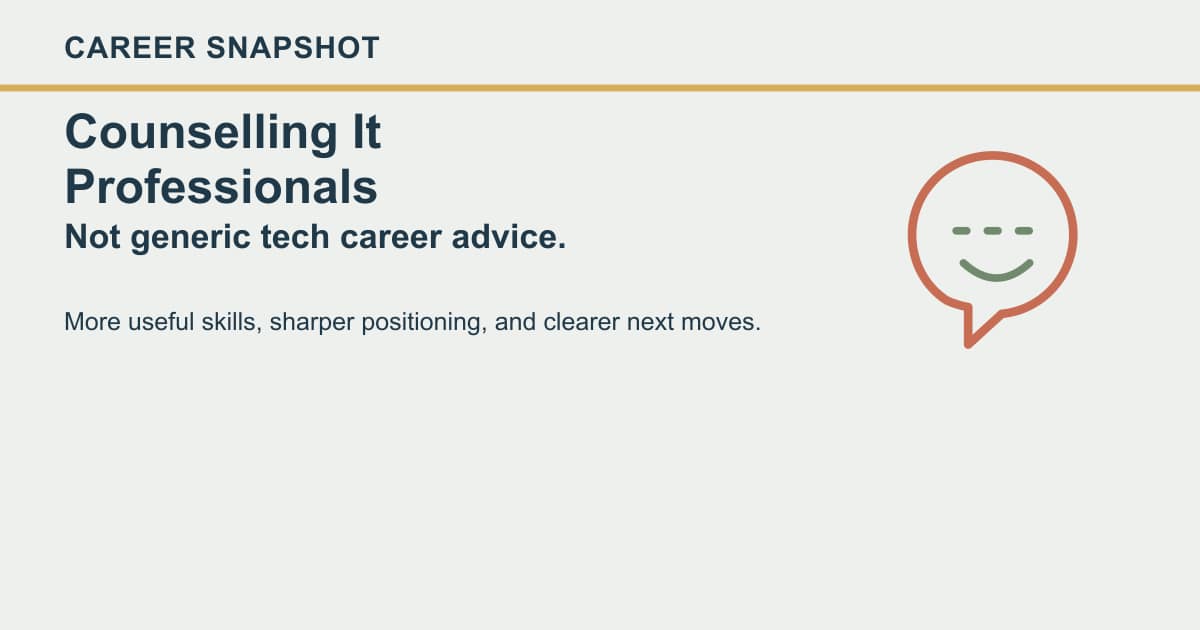 CAREER SNAPSHOT
Counselling It
Professionals
Not generic tech career advice.
More useful skills, sharper positioning, and clearer next moves.